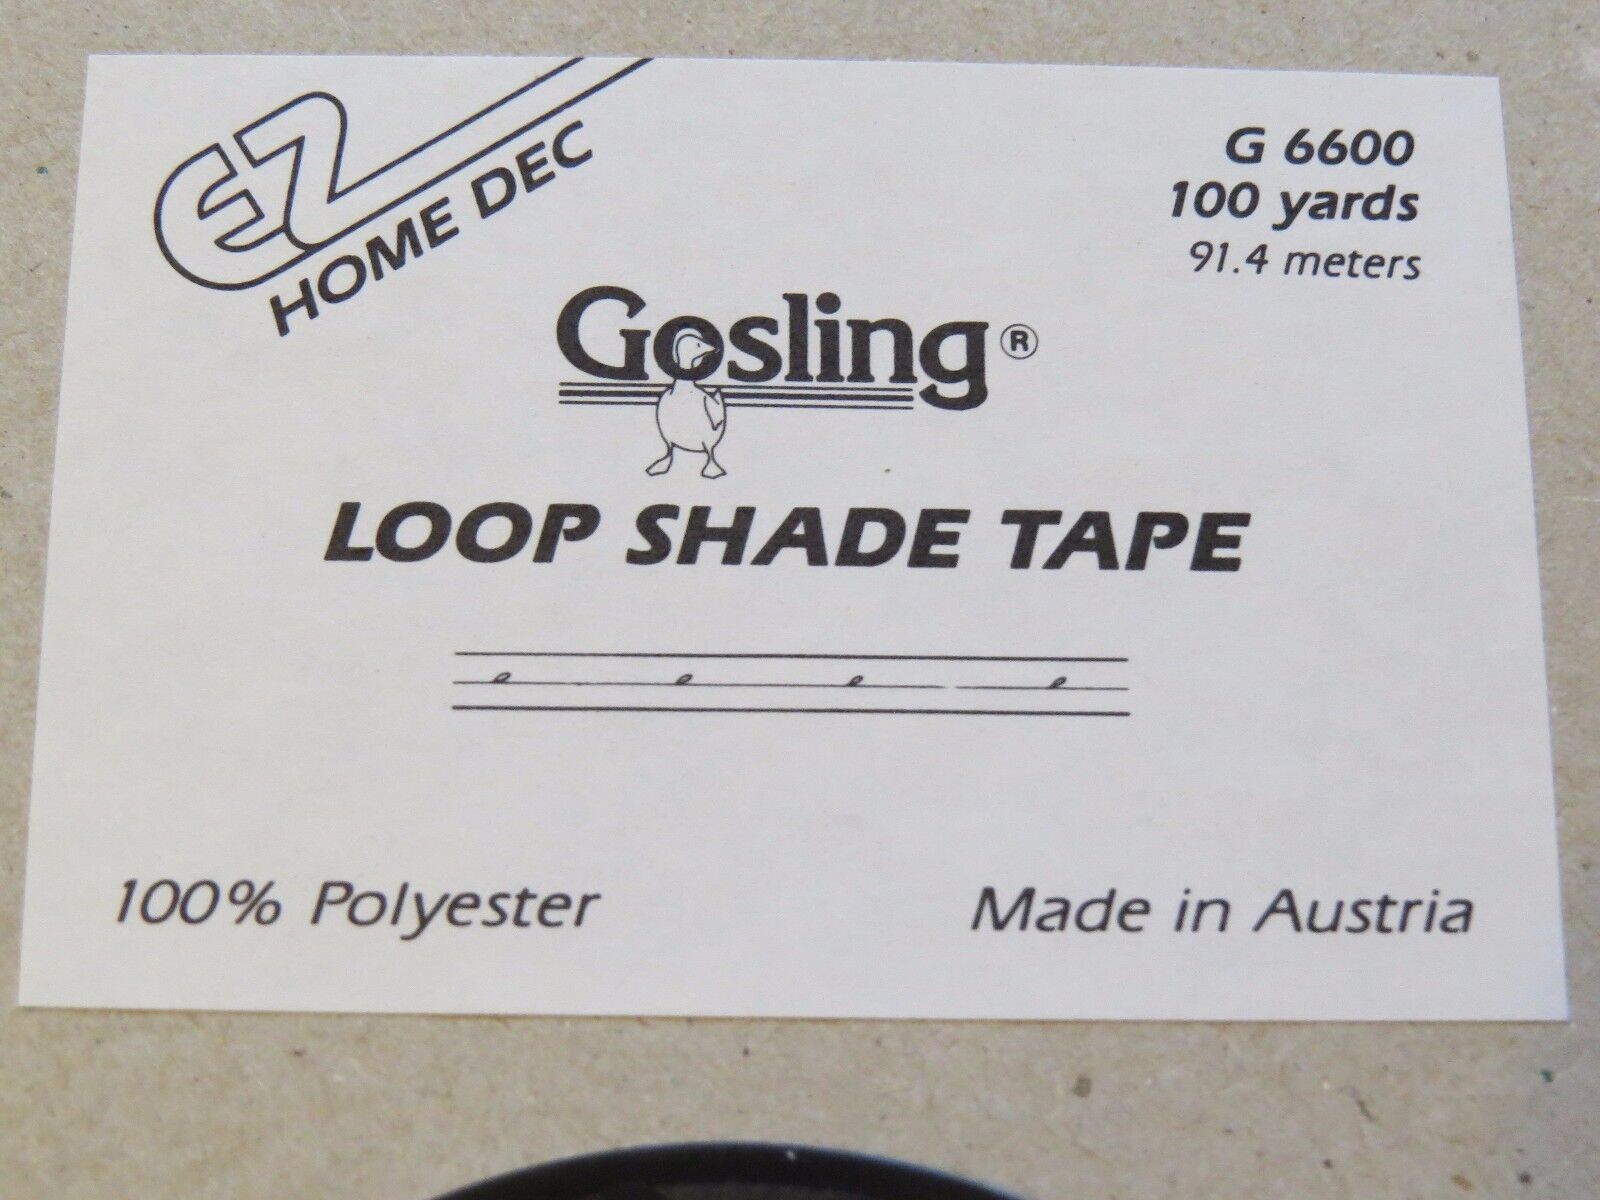 EZ
HOME DEC
G 6600
100 yards
91.4 meters
Gosling®
LOOP SHADE TAPE
100% Polyester
Made in Austria